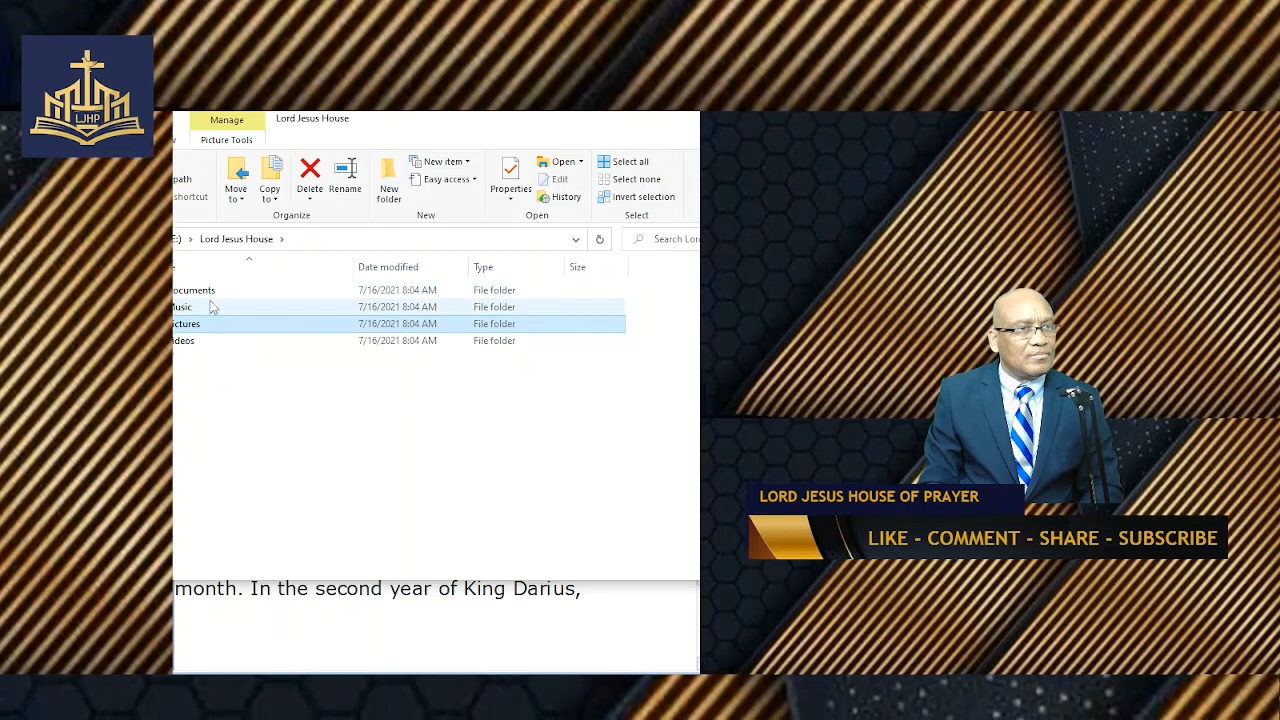 LJHP
Manage
Lord Jesus House
Picture Tools
path
shortcut
Move to
Copy to
Delete
Rename
New folder
New item
Easy access
Properties
Open
Edit
History
Select all
Select none
Invert selection
Organize
New
Open
Select
E:) > Lord Jesus House >
Search Lor
Date modified
Type
Size
ocuments 7/16/2021 8:04 AM File folder
usic 7/16/2021 8:04 AM File folder
ictures 7/16/2021 8:04 AM File folder
ideos 7/16/2021 8:04 AM File folder
month. In the second year of King Darius,
LORD JESUS HOUSE OF PRAYER
LIKE - COMMENT - SHARE - SUBSCRIBE